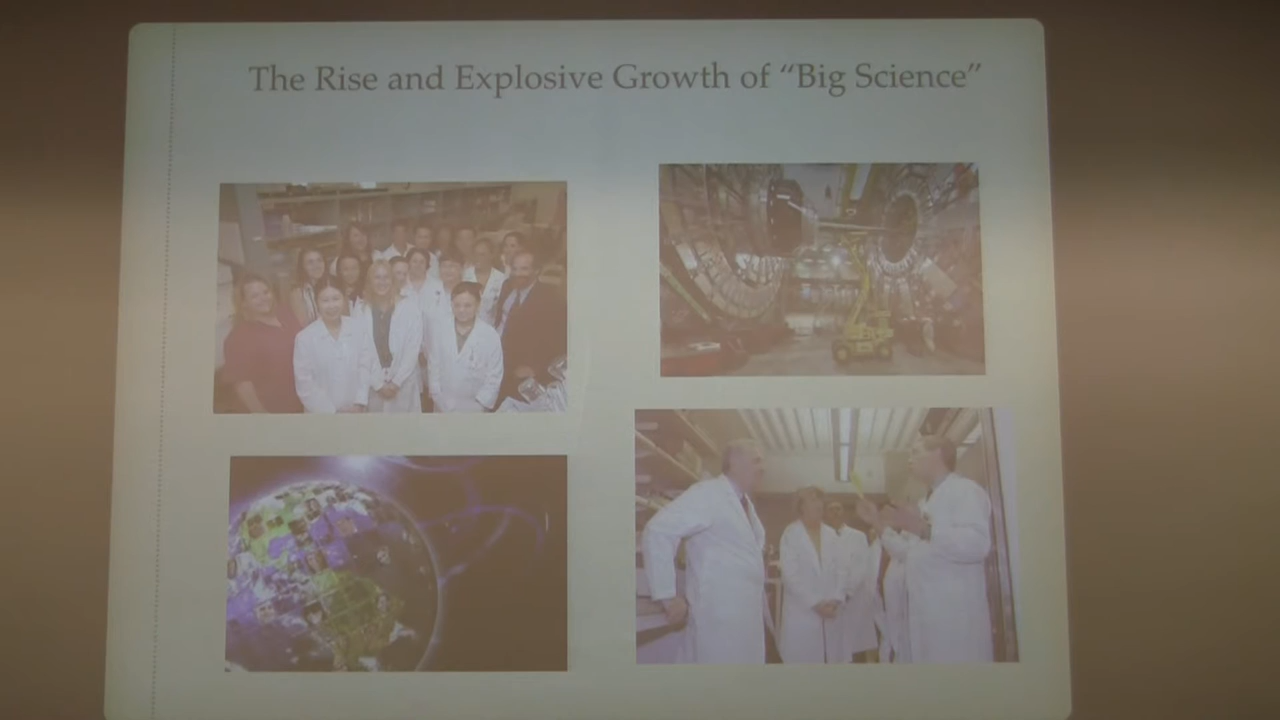 The Rise and Explosive Growth of “Big Science”